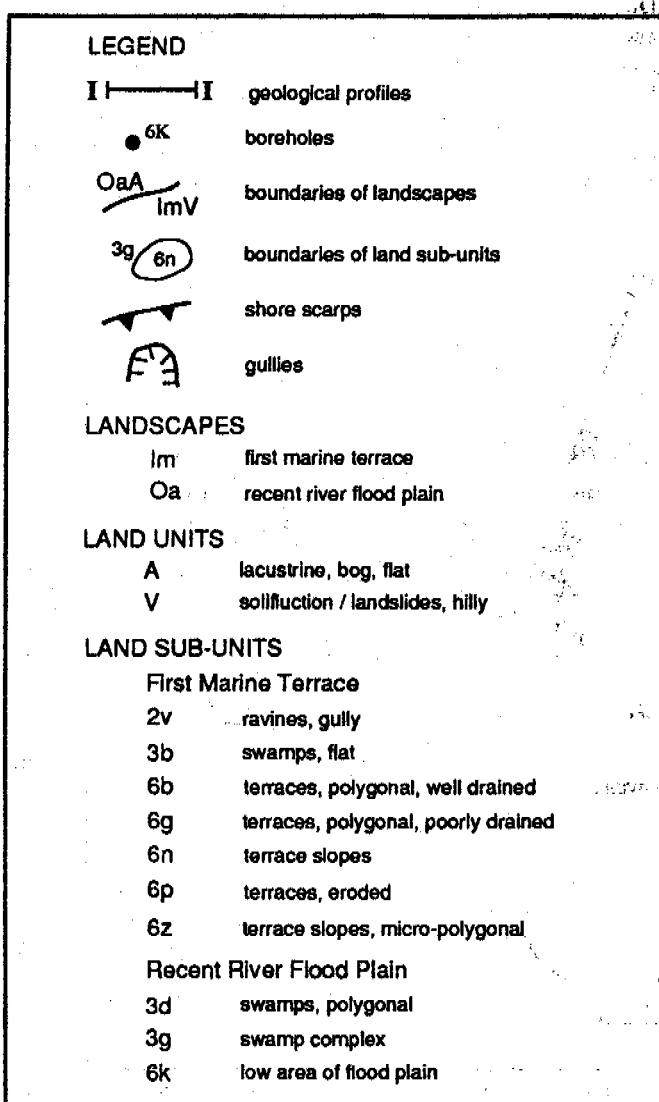 LEGEND
I I geological profiles
6K boreholes
OaA ImV boundaries of landscapes
3g 6n boundaries of land sub-units
shore scarps
gullies
LANDSCAPES
Im first marine terrace
Oa recent river flood plain
LAND UNITS
A lacustrine, bog, flat
V solifluction / landslides, hilly
LAND SUB-UNITS
First Marine Terrace
2v ravines, gully
3b swamps, flat
6b terraces, polygonal, well drained
6g terraces, polygonal, poorly drained
6n terrace slopes
6p terraces, eroded
6z terrace slopes, micro-polygonal
Recent River Flood Plain
3d swamps, polygonal
3g swamp complex
6k low area of flood plain